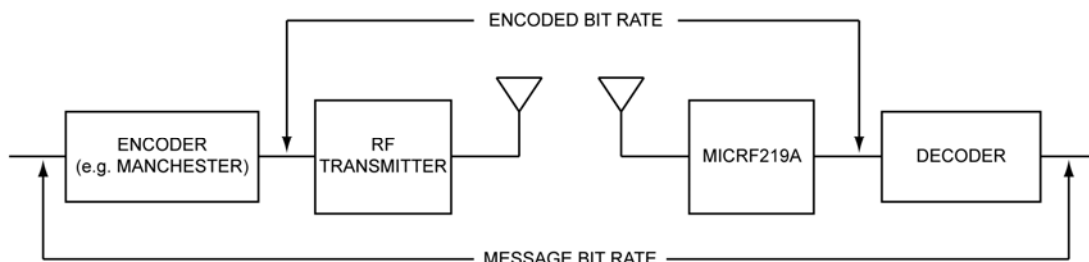 ENCODED BIT RATE
ENCODER
(e.g. MANCHESTER)
RF
TRANSMITTER
MICRF219A
DECODER
MESSAGE BIT RATE